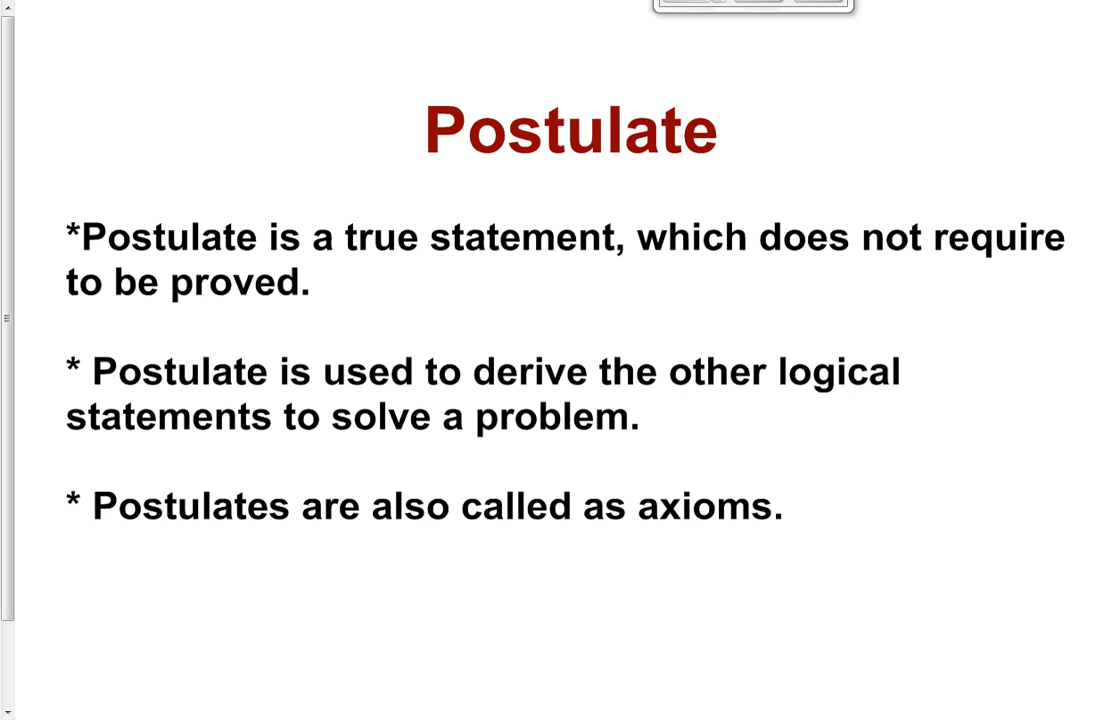 Postulate
*Postulate is a true statement, which does not require
to be proved.
* Postulate is used to derive the other logical
statements to solve a problem.
* Postulates are also called as axioms.